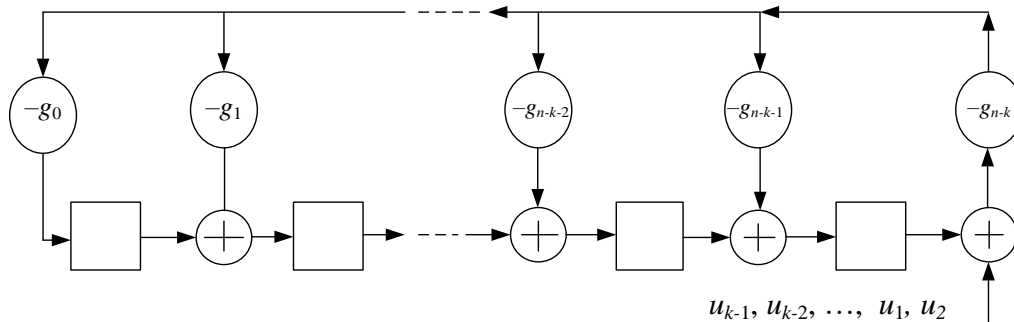 −g0 −g1 −gn-k-2 −gn-k-1 −gn-k
uk-1, uk-2, …, u1, u2